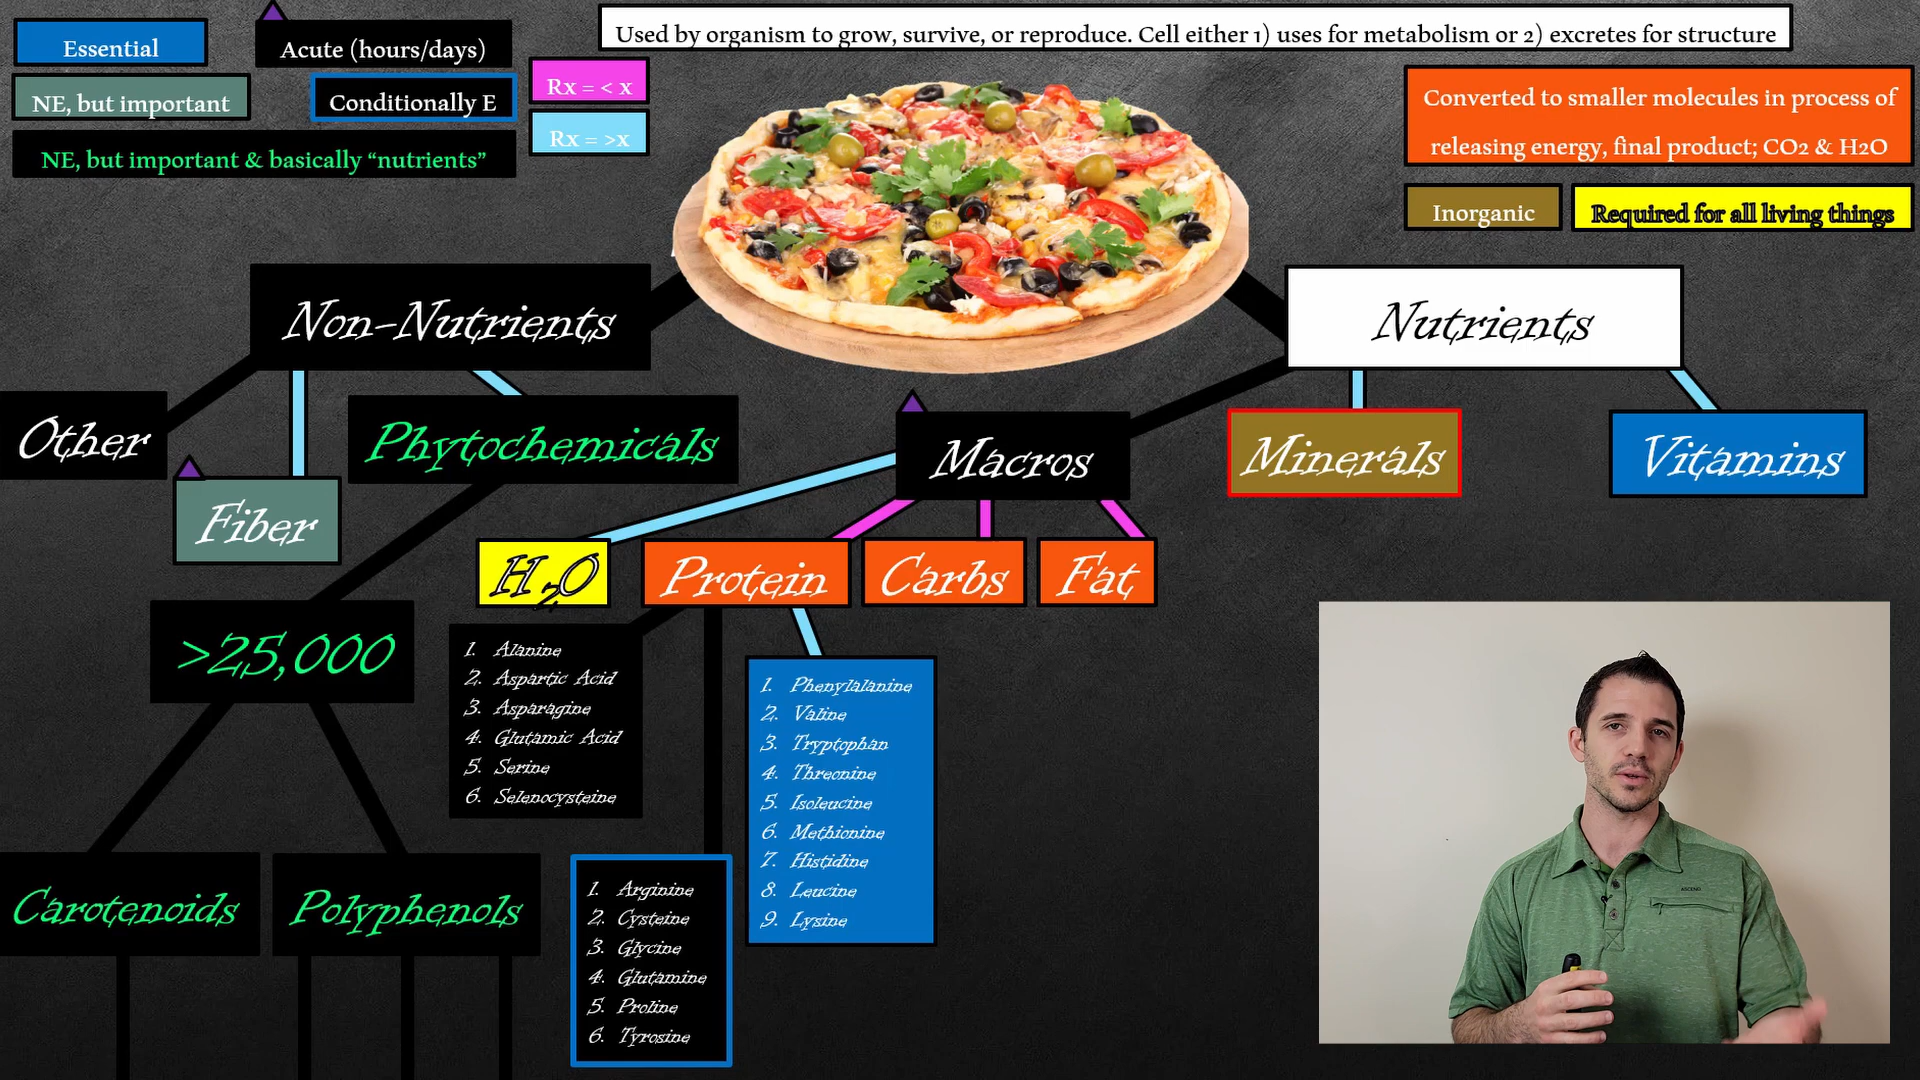 Essential
Acute (hours/days)
Used by organism to grow, survive, or reproduce. Cell either 1) uses for metabolism or 2) excretes for structure
NE, but important
Conditionally E
Rx = < x
Rx = >x
NE, but important & basically “nutrients”
Converted to smaller molecules in process of
releasing energy, final product; CO2 & H2O
Inorganic
Required for all living things
Non-Nutrients
Nutrients
Other
Fiber
Phytochemicals
Macros
Minerals
Vitamins
H2O
Protein
Carbs
Fat
>25,000
1. Alanine
2. Aspartic Acid
3. Asparagine
4. Glutamic Acid
5. Serine
6. Selenocysteine
1. Phenylalanine
2. Valine
3. Tryptophan
4. Threonine
5. Isoleucine
6. Methionine
7. Histidine
8. Leucine
9. Lysine
Carotenoids
Polyphenols
1. Arginine
2. Cysteine
3. Glycine
4. Glutamine
5. Proline
6. Tyrosine
ASCEND